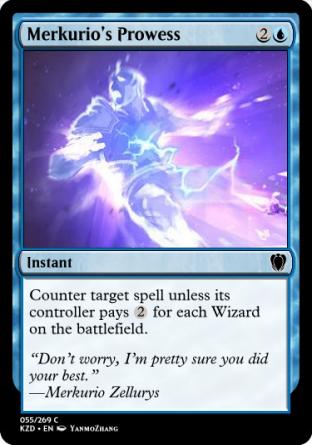 Merkurio's Prowess 2
Instant
Counter target spell unless its
controller pays 2 for each Wizard
on the battlefield.
"Don't worry, I'm pretty sure you did
your best."
—Merkurio Zellurys
055/269 C
KZD • EN YanmoZhang